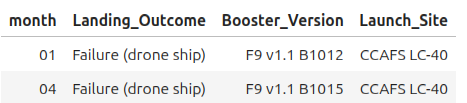 month Landing_Outcome Booster_Version Launch_Site
01 Failure (drone ship) F9 v1.1 B1012 CCAFS LC-40
04 Failure (drone ship) F9 v1.1 B1015 CCAFS LC-40